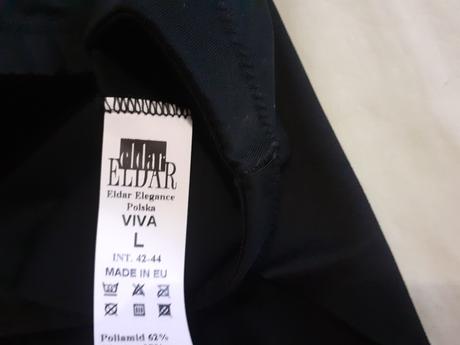 eldar
ELDAR
Eldar Elegance
Polska
VIVA
L
INT. 42-44
MADE IN EU
Poliamid 62%